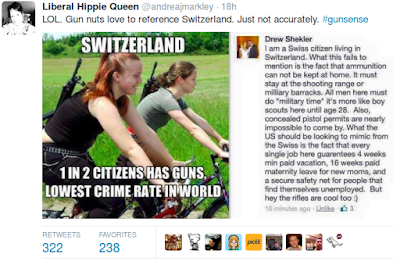 Liberal Hippie Queen @andreajmarkley · 18h
LOL. Gun nuts love to reference Switzerland. Just not accurately. #gunsense
SWITZERLAND
1 IN 2 CITIZENS HAS GUNS,
LOWEST CRIME RATE IN WORLD
Drew Shekler
I am a Swiss citizen living in
Switzerland. What this fails to
mention is the fact that ammunition
can not be kept at home. It must
stay at the shooting range or
milliary barracks. All men here must
do "military time" it's more like boy
scouts here until age 28. Also,
concealed pistol permits are nearly
impossible to come by. What the
US should be looking to mimic from
the Swiss is the fact that every
single job here guarentees 4 weeks
min paid vacation, 16 weeks paid
maternity leave for new moms, and
a secure safety net for people that
find themselves unemployed. But
hey the rifles are cool too :)
18 minutes ago · Unlike · 3
RETWEETS
322
FAVORITES
238